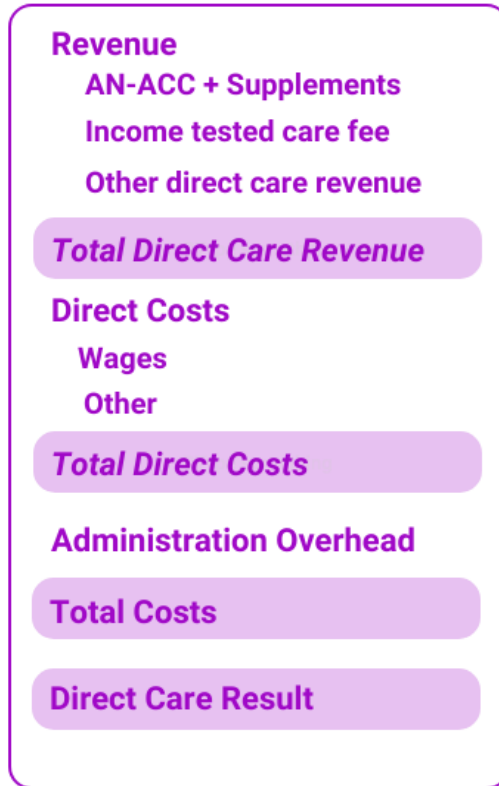 Revenue
AN-ACC + Supplements
Income tested care fee
Other direct care revenue
Total Direct Care Revenue
Direct Costs
Wages
Other
Total Direct Costs
Administration Overhead
Total Costs
Direct Care Result